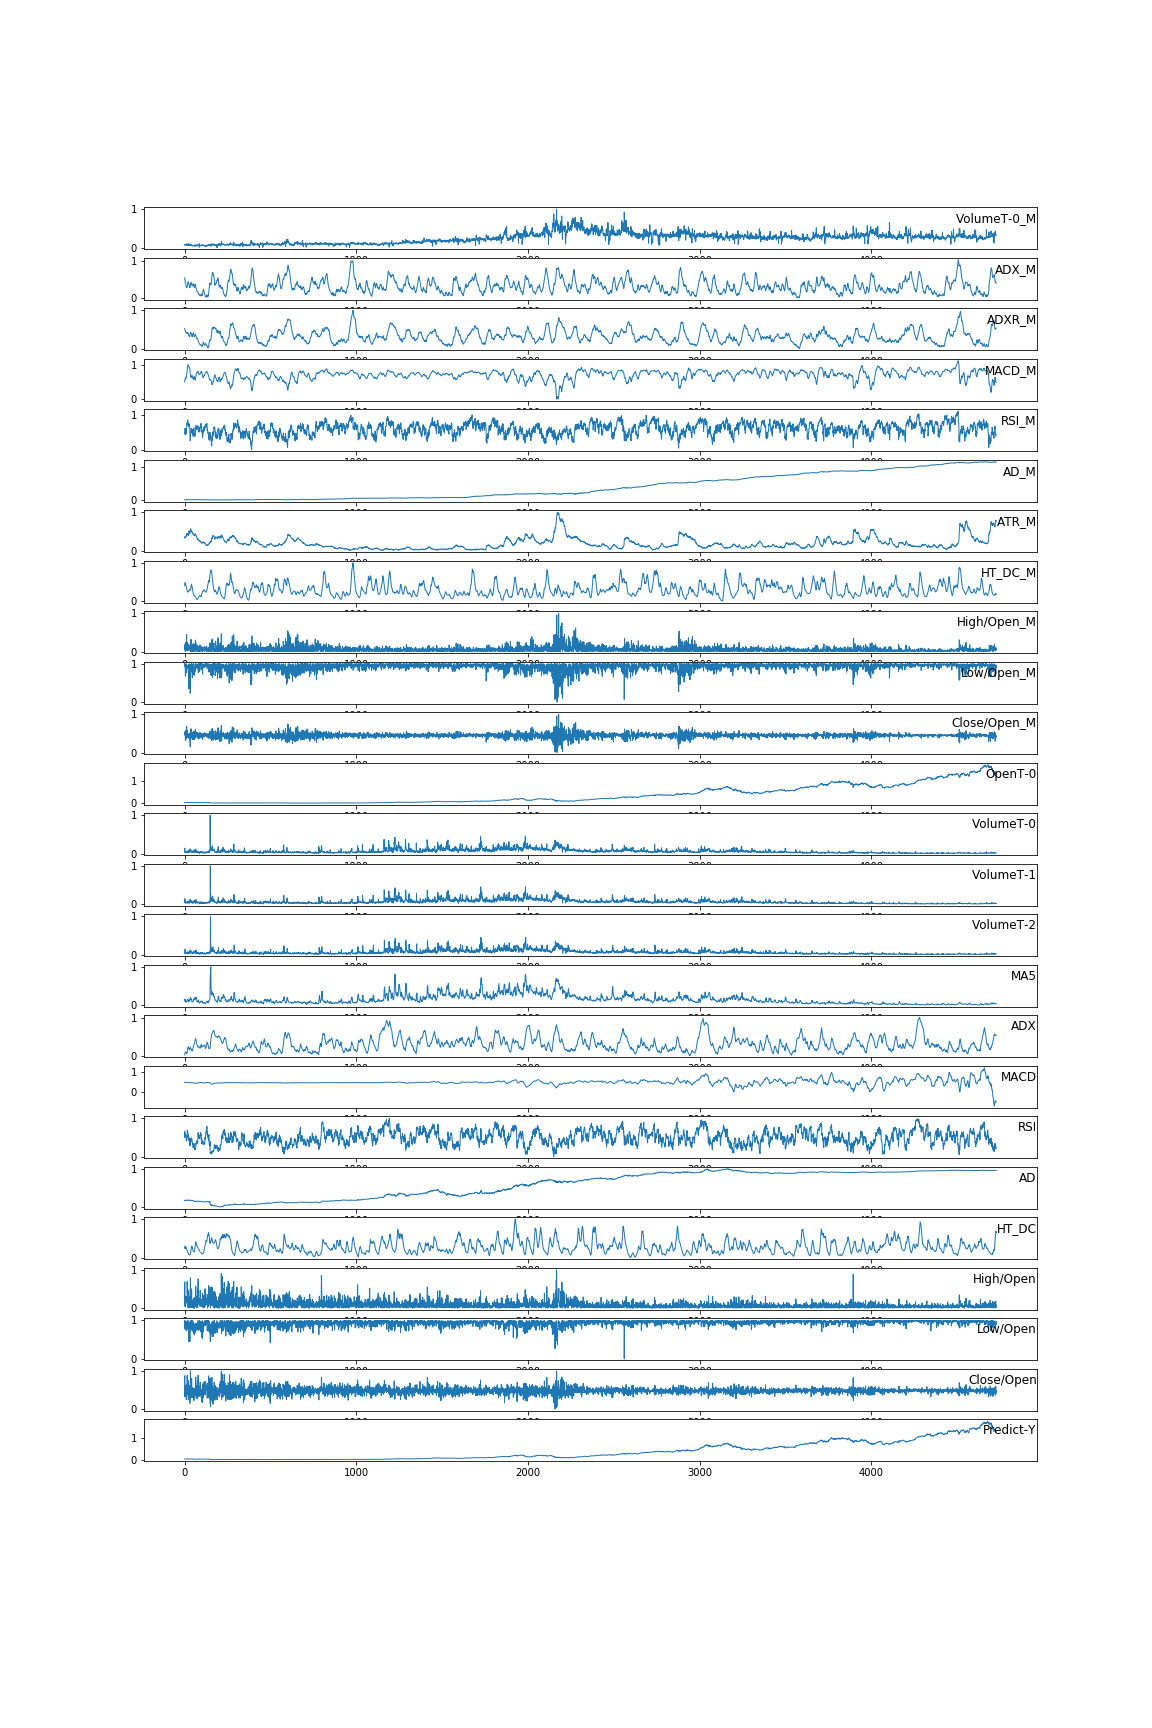 1
VolumeT-0_M
0
1
ADX_M
0
1
ADXR_M
0
1
MACD_M
0
1
RSI_M
0
1
AD_M
0
1
ATR_M
0
1
HT_DC_M
0
1
High/Open_M
0
1
Low/Open_M
0
1
Close/Open_M
0
OpenT-0
1
0
1
VolumeT-0
0
1
VolumeT-1
0
1
VolumeT-2
0
1
MA5
0
1
ADX
0
1
MACD
0
1
RSI
0
1
AD
0
1
HT_DC
0
1
High/Open
0
1
Low/Open
0
1
Close/Open
0
Predict-Y
1
0
0 1000 2000 3000 4000